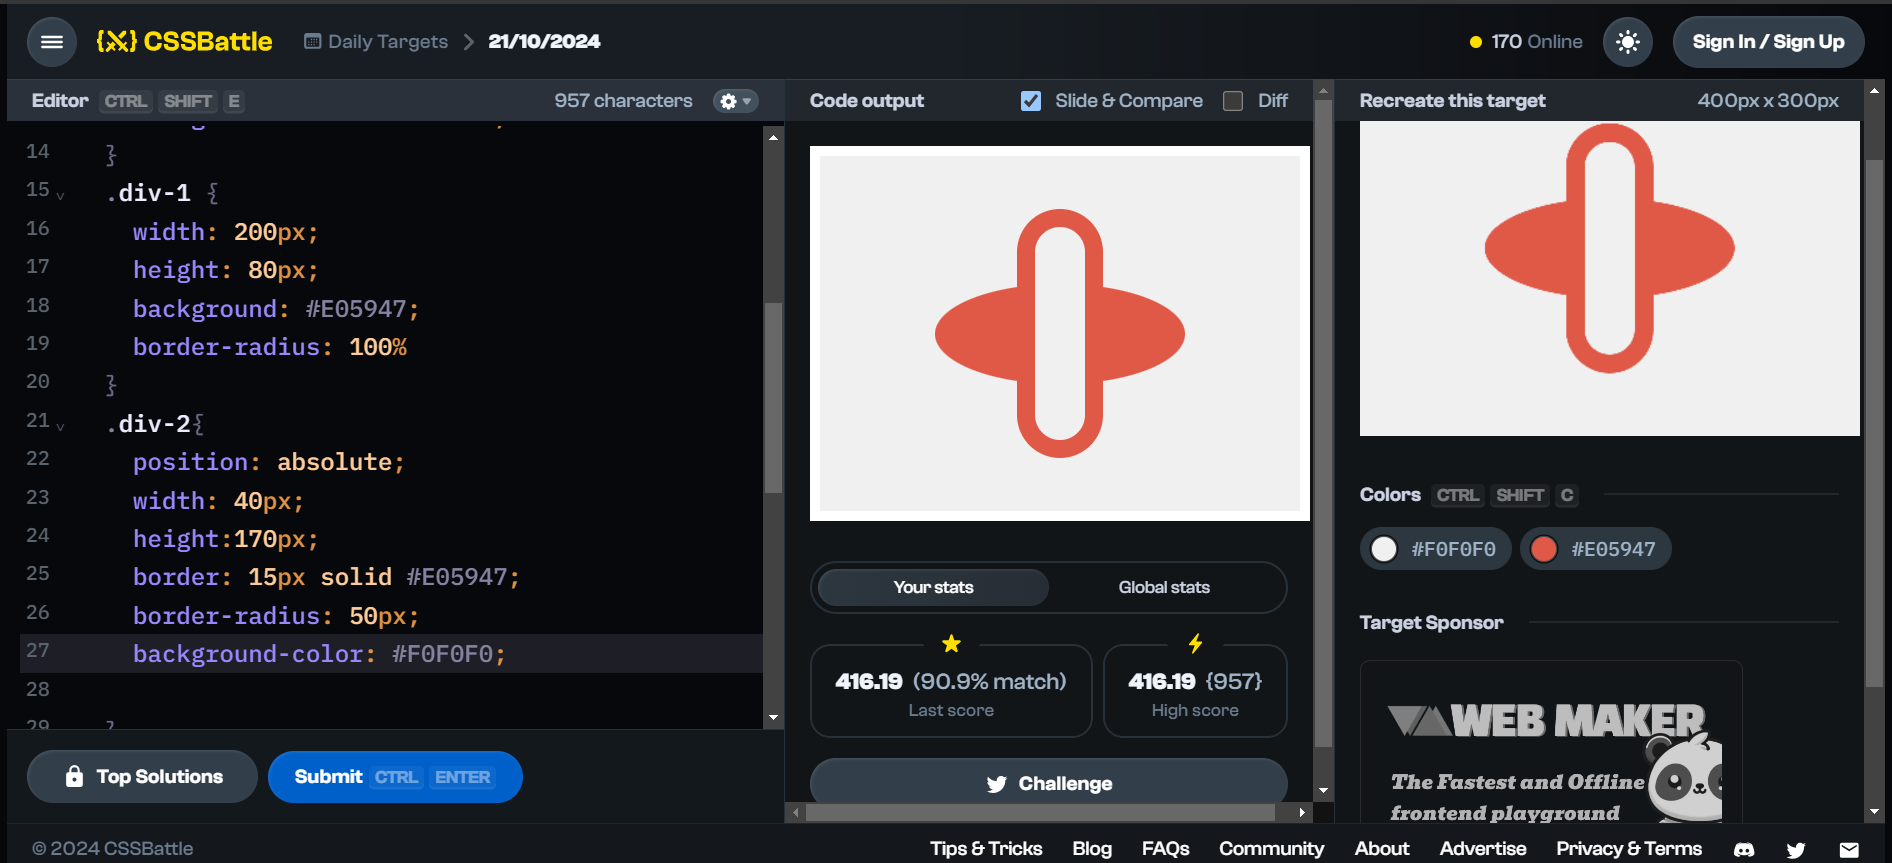 CSSBattle
Daily Targets
21/10/2024
170 Online
Sign In / Sign Up
Editor CTRL SHIFT E
957 characters
14 }
15 .div-1 {
16 width: 200px;
17 height: 80px;
18 background: #E05947;
19 border-radius: 100%
20 }
21 .div-2{
22 position: absolute;
23 width: 40px;
24 height:170px;
25 border: 15px solid #E05947;
26 border-radius: 50px;
27 background-color: #F0F0F0;
28
29 }
Top Solutions
Submit CTRL ENTER
Code output
Slide & Compare
Diff
Your stats
Global stats
416.19 (90.9% match)
Last score
416.19 {957}
High score
Challenge
Recreate this target
400px x 300px
Colors CTRL SHIFT C
#F0F0F0
#E05947
Target Sponsor
WEB MAKER
The Fastest and Offline
frontend playground
© 2024 CSSBattle
Tips & Tricks
Blog
FAQs
Community
About
Advertise
Privacy & Terms